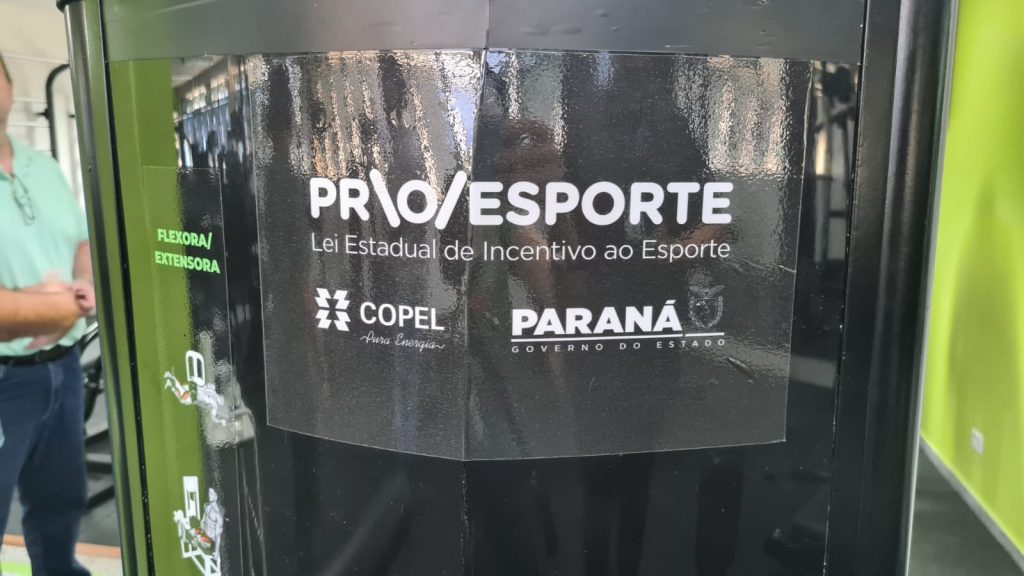 PR\O/ESPORTE
Lei Estadual de Incentivo ao Esporte
FLEXORA/
EXTENSORA
COPEL
Pura Energia
PARANÁ
GOVERNO DO ESTADO